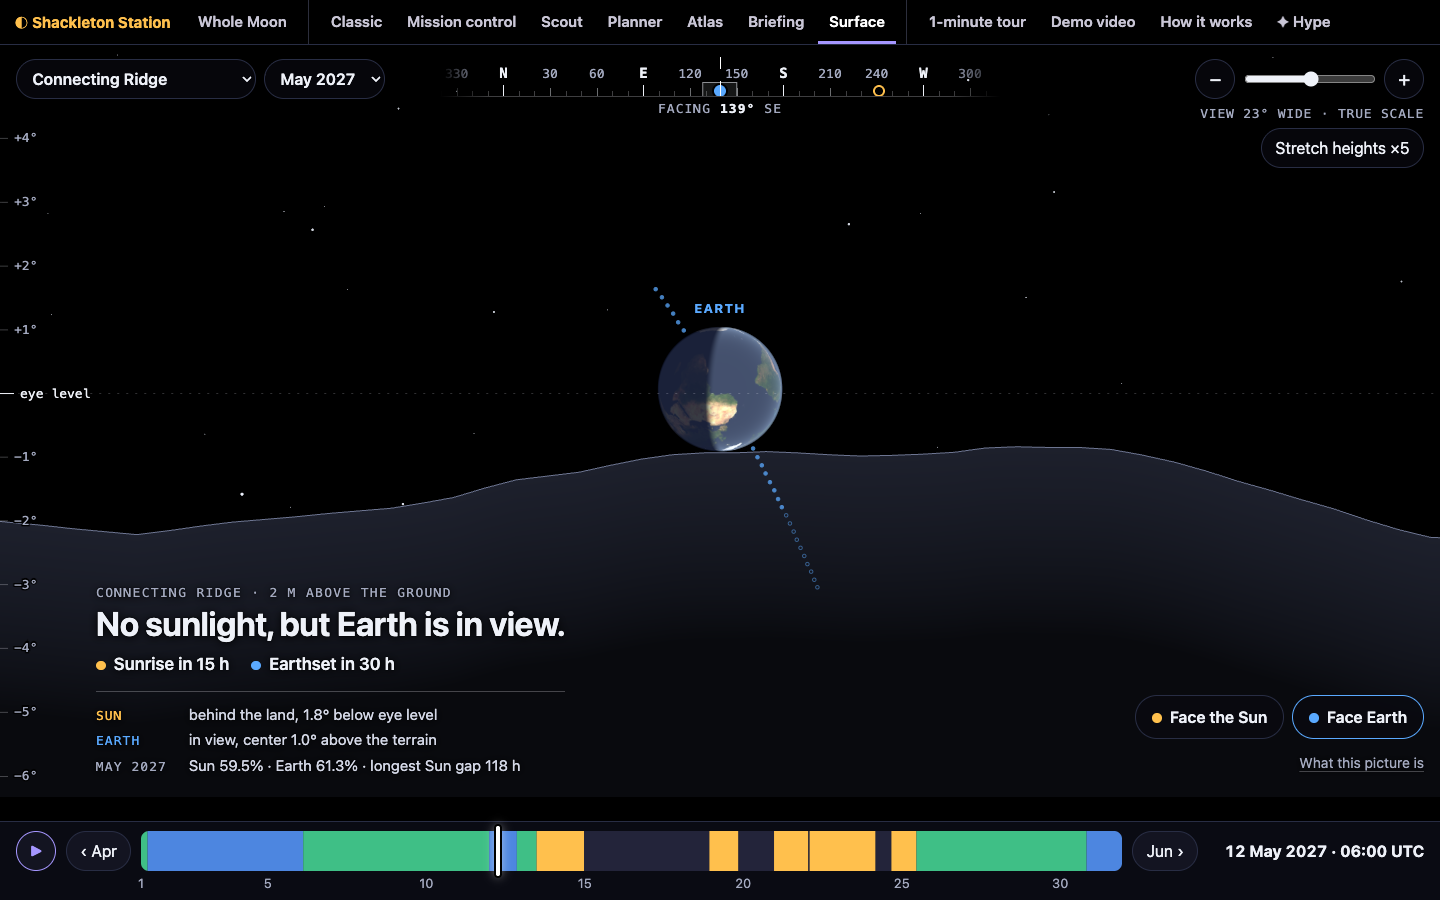 Shackleton Station Whole Moon Classic Mission control Scout Planner Atlas Briefing Surface 1-minute tour Demo video How it works ✦ Hype
Connecting Ridge May 2027
330 N 30 60 E 120 150 S 210 240 W 300
FACING 139° SE
− +
VIEW 23° WIDE · TRUE SCALE
Stretch heights ×5
+4°
+3°
+2°
+1°
EARTH
eye level
−1°
−2°
−3°
−4°
−5°
−6°
CONNECTING RIDGE · 2 M ABOVE THE GROUND
No sunlight, but Earth is in view.
Sunrise in 15 h Earthset in 30 h
SUN behind the land, 1.8° below eye level
EARTH in view, center 1.0° above the terrain
MAY 2027 Sun 59.5% · Earth 61.3% · longest Sun gap 118 h
Face the Sun Face Earth
What this picture is
‹ Apr Jun › 12 May 2027 · 06:00 UTC
1 5 10 15 20 25 30